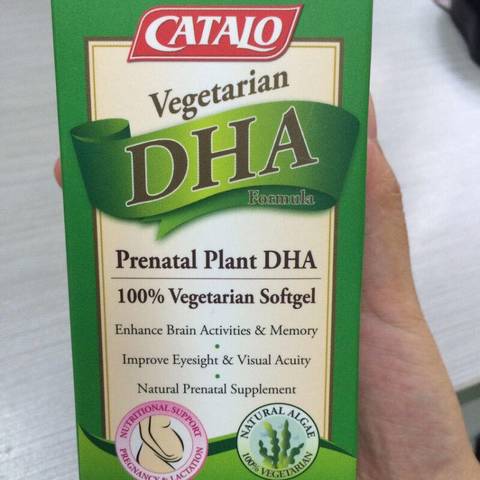 CATALO
Vegetarian
DHA
Formula
Prenatal Plant DHA
100% Vegetarian Softgel
Enhance Brain Activities & Memory
Improve Eyesight & Visual Acuity
Natural Prenatal Supplement
NUTRITIONAL SUPPORT
PREGNANCY & LACTATION
NATURAL ALGAE
100% VEGETARIAN